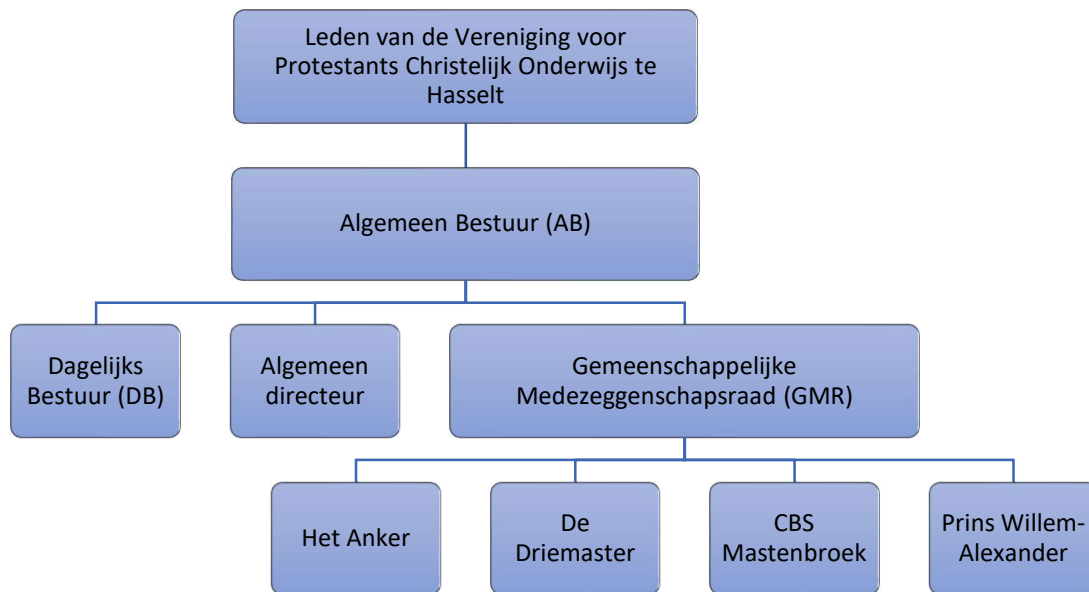 Leden van de Vereniging voor
Protestants Christelijk Onderwijs te
Hasselt
Algemeen Bestuur (AB)
Dagelijks
Bestuur (DB)
Algemeen
directeur
Gemeenschappelijke
Medezeggenschapsraad (GMR)
Het Anker
De
Driemaster
CBS
Mastenbroek
Prins Willem-
Alexander